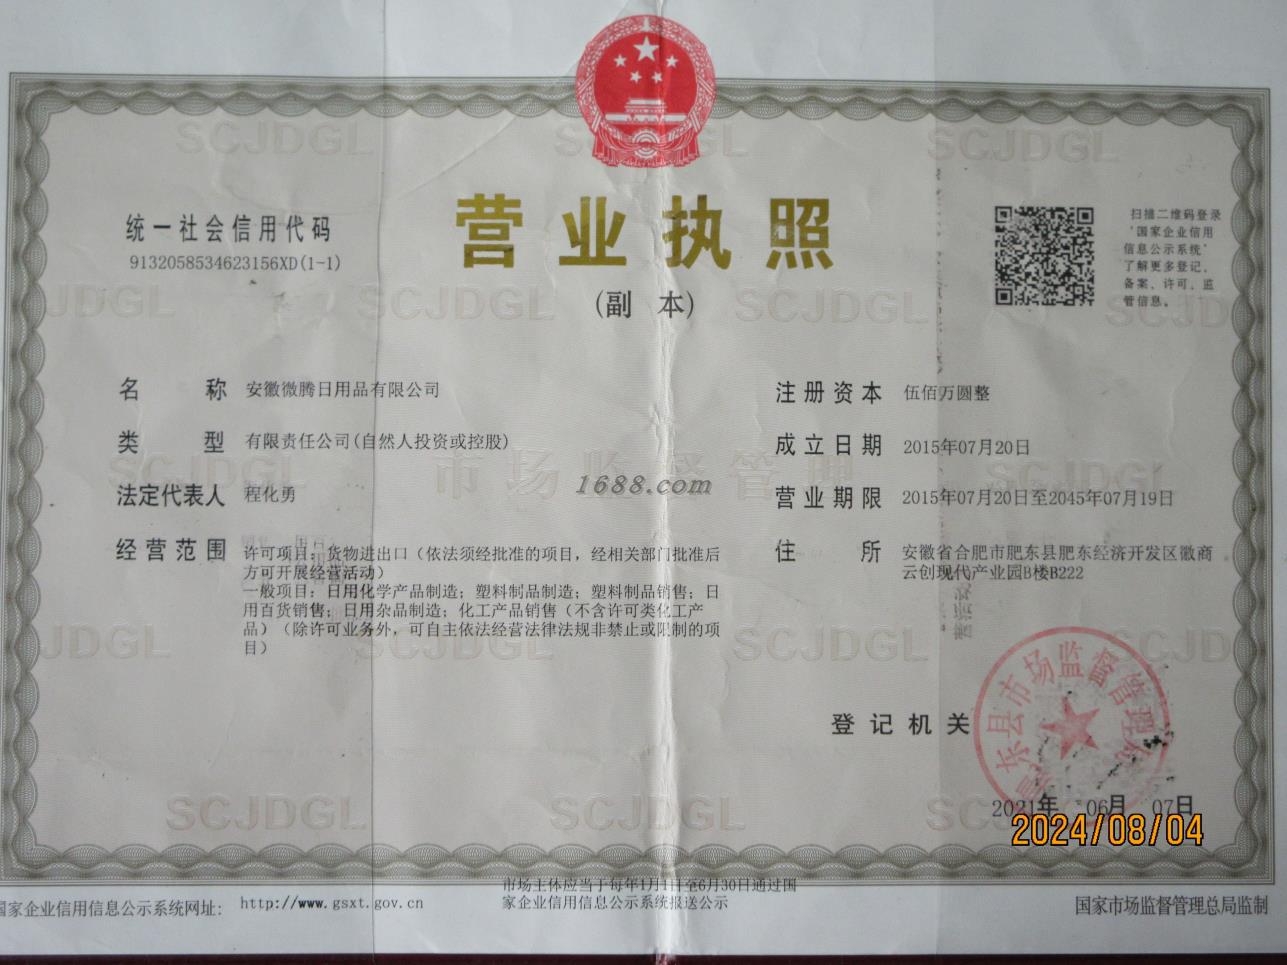 营业执照
(副 本)
统一社会信用代码
9132058534623156XD(1-1)
扫描二维码登录
'国家企业信用
信息公示系统'
了解更多登记、
备案、许可、监
管信息。
名 称 安徽微腾日用品有限公司
类 型 有限责任公司(自然人投资或控股)
法定代表人 程化勇
经营范围 许可项目：货物进出口（依法须经批准的项目，经相关部门批准后
方可开展经营活动）
一般项目：日用化学产品制造；塑料制品制造；塑料制品销售；日
用百货销售；日用杂品制造；化工产品销售（不含许可类化工产
品）（除许可业务外，可自主依法经营法律法规非禁止或限制的项
目）
注册资本 伍佰万圆整
成立日期 2015年07月20日
营业期限 2015年07月20日至2045年07月19日
住 所 安徽省合肥市肥东县肥东经济开发区徽商
云创现代产业园B楼B222
1688.com
登记机关
东县市场监督管理局
2021年 06月 07日
2024/08/04
国家企业信用信息公示系统网址: http://www.gsxt.gov.cn
市场主体应当于每年1月1日至6月30日通过国
家企业信用信息公示系统报送公示
国家市场监督管理总局监制
SCJDGL
市场监督管理